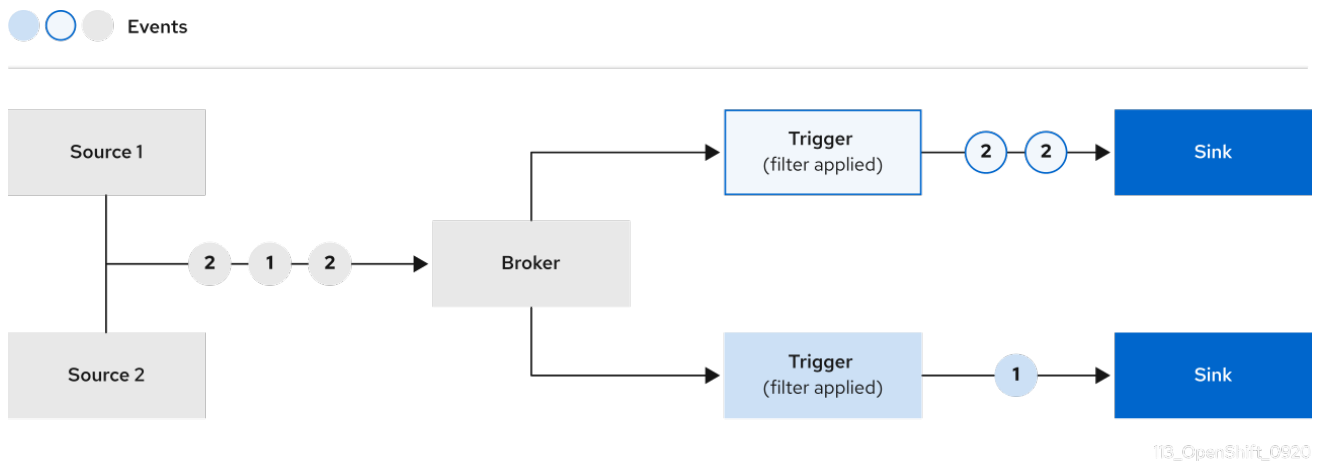 Events
Source 1
Trigger
(filter applied)
2 2
Sink
2 1 2
Broker
Source 2
Trigger
(filter applied)
1
Sink
113_OpenShift_0920